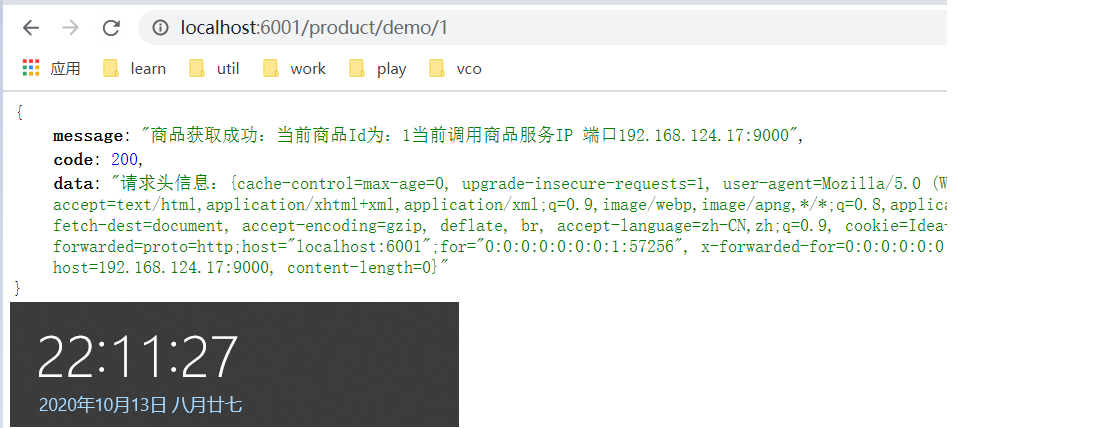 localhost:6001/product/demo/1
应用 learn util work play vco
{
message: "商品获取成功：当前商品Id为：1当前调用商品服务IP 端口192.168.124.17:9000",
code: 200,
data: "请求头信息：{cache-control=max-age=0, upgrade-insecure-requests=1, user-agent=Mozilla/5.0 (W
accept=text/html,application/xhtml+xml,application/xml;q=0.9,image/webp,image/apng,*/*;q=0.8,applica
fetch-dest=document, accept-encoding=gzip, deflate, br, accept-language=zh-CN,zh;q=0.9, cookie=Idea-
forwarded=proto=http;host="localhost:6001";for="0:0:0:0:0:0:0:1:57256", x-forwarded-for=0:0:0:0:0:0
host=192.168.124.17:9000, content-length=0}"
}
22:11:27
2020年10月13日 八月廿七